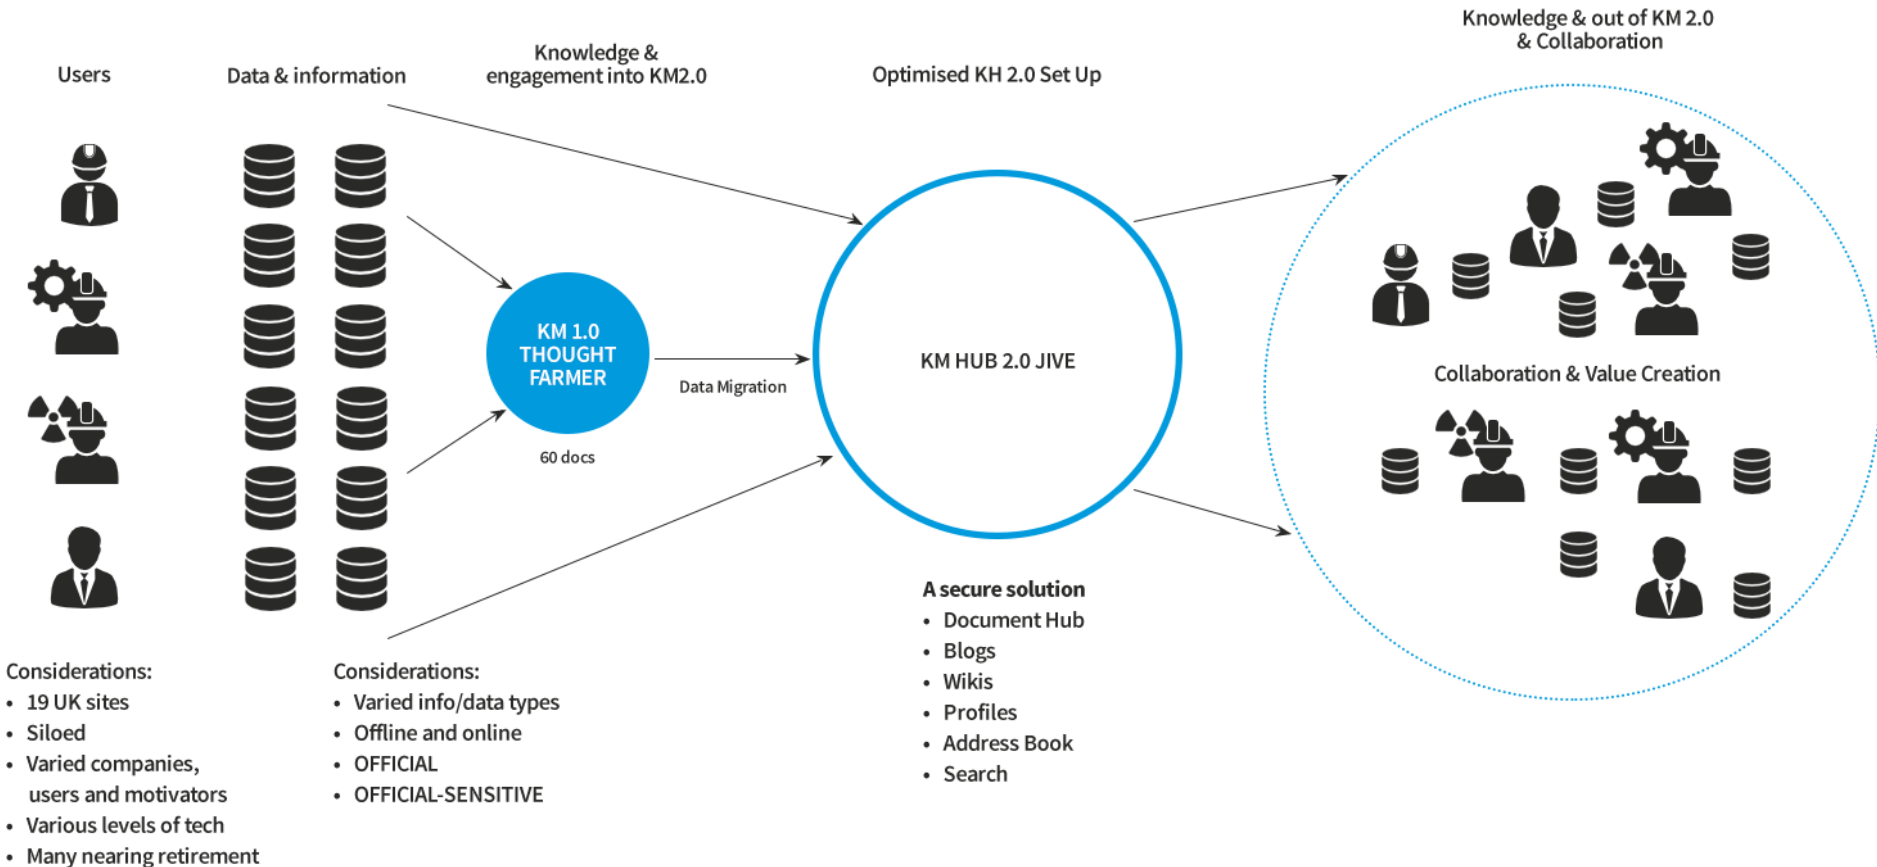 Users
Data & information
Knowledge &
engagement into KM2.0
Optimised KH 2.0 Set Up
Knowledge & out of KM 2.0
& Collaboration
KM 1.0
THOUGHT
FARMER
60 docs
Data Migration
KM HUB 2.0 JIVE
Collaboration & Value Creation
Considerations:
• 19 UK sites
• Siloed
• Varied companies,
users and motivators
• Various levels of tech
• Many nearing retirement
Considerations:
• Varied info/data types
• Offline and online
• OFFICIAL
• OFFICIAL-SENSITIVE
A secure solution
• Document Hub
• Blogs
• Wikis
• Profiles
• Address Book
• Search